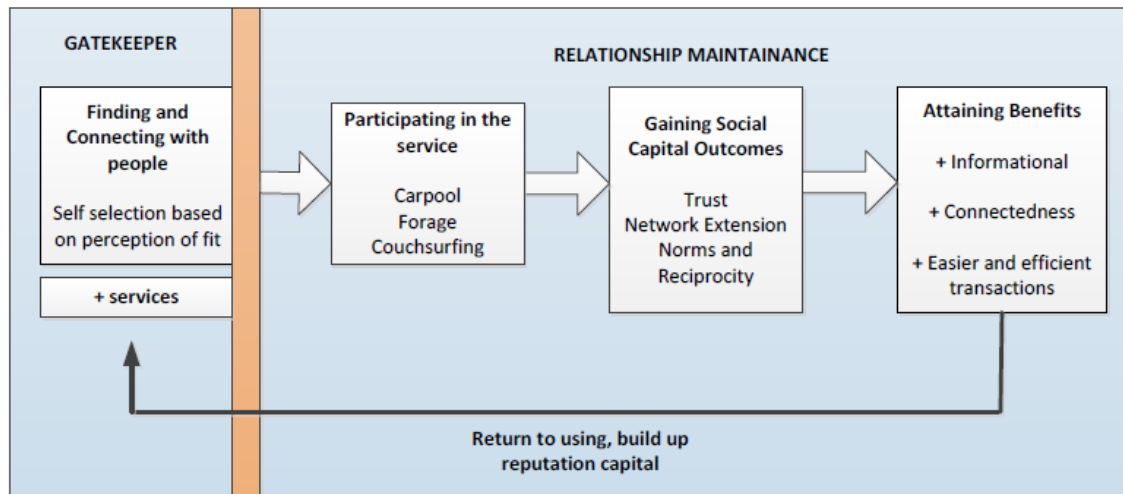 GATEKEEPER
RELATIONSHIP MAINTAINANCE
Finding and
Connecting with
people
Self selection based
on perception of fit
+ services
Participating in the
service
Carpool
Forage
Couchsurfing
Gaining Social
Capital Outcomes
Trust
Network Extension
Norms and
Reciprocity
Attaining Benefits
+ Informational
+ Connectedness
+ Easier and efficient
transactions
Return to using, build up
reputation capital